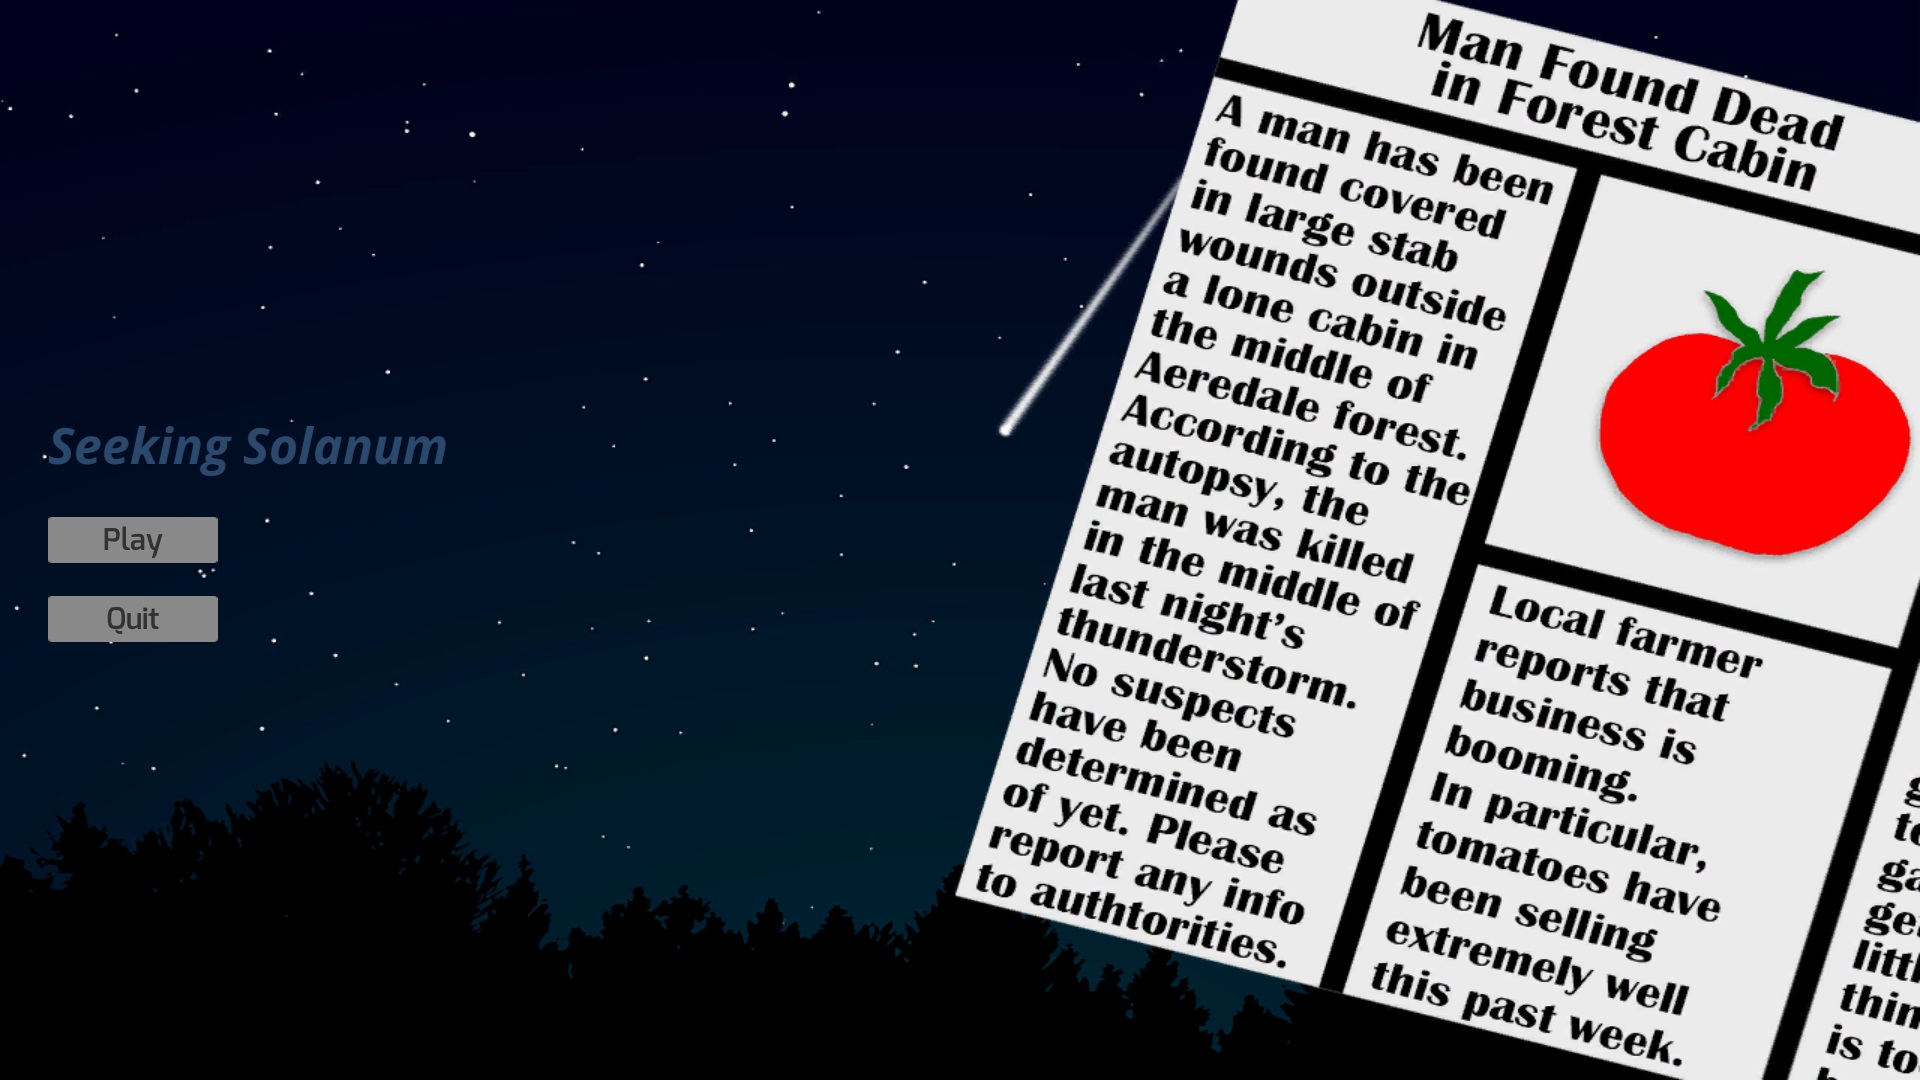 Seeking Solanum
Play
Quit
Man Found Dead
in Forest Cabin
A man has been
found covered
in large stab
wounds outside
a lone cabin in
the middle of
Aeredale forest.
According to the
autopsy, the
man was killed
in the middle of
last night's
thunderstorm.
No suspects
have been
determined as
of yet. Please
report any info
to authtorities.
Local farmer
reports that
business is
booming.
In particular,
tomatoes have
been selling
extremely well
this past week.
is to